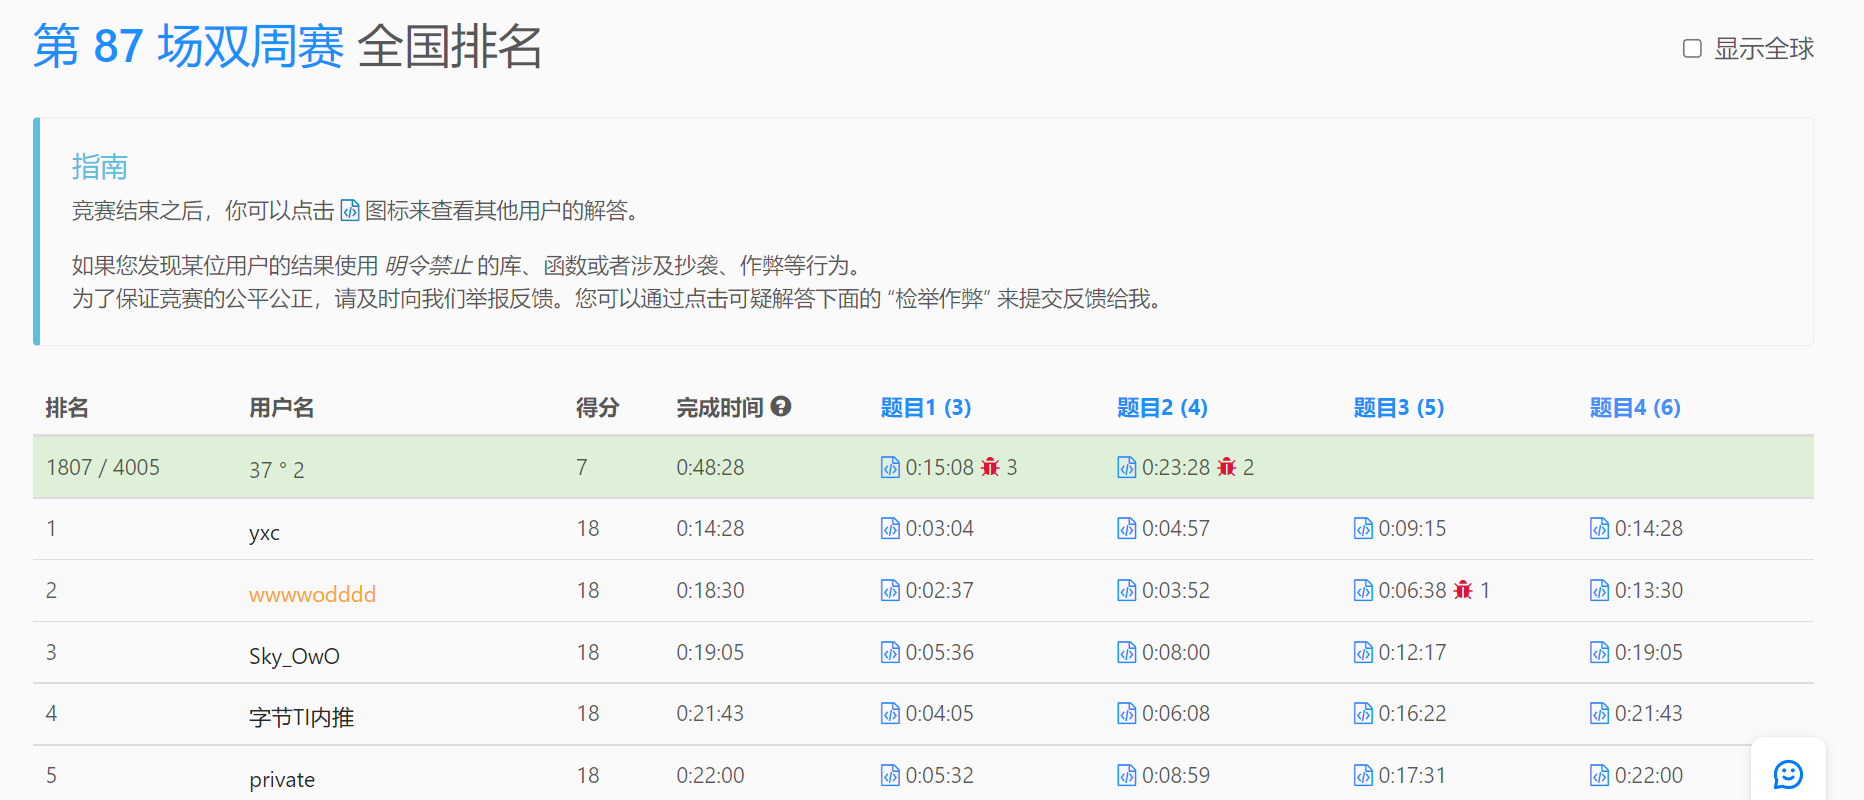 第 87 场双周赛 全国排名
显示全球
指南
竞赛结束之后，你可以点击 图标来查看其他用户的解答。
如果您发现某位用户的结果使用 明令禁止 的库、函数或者涉及抄袭、作弊等行为。
为了保证竞赛的公平公正，请及时向我们举报反馈。您可以通过点击可疑解答下面的 “检举作弊” 来提交反馈给我。
排名 用户名 得分 完成时间 题目1 (3) 题目2 (4) 题目3 (5) 题目4 (6)
1807 / 4005 37 ° 2 7 0:48:28 0:15:08 3 0:23:28 2
1 yxc 18 0:14:28 0:03:04 0:04:57 0:09:15 0:14:28
2 wwwwodddd 18 0:18:30 0:02:37 0:03:52 0:06:38 1 0:13:30
3 Sky_OwO 18 0:19:05 0:05:36 0:08:00 0:12:17 0:19:05
4 字节TI内推 18 0:21:43 0:04:05 0:06:08 0:16:22 0:21:43
5 private 18 0:22:00 0:05:32 0:08:59 0:17:31 0:22:00